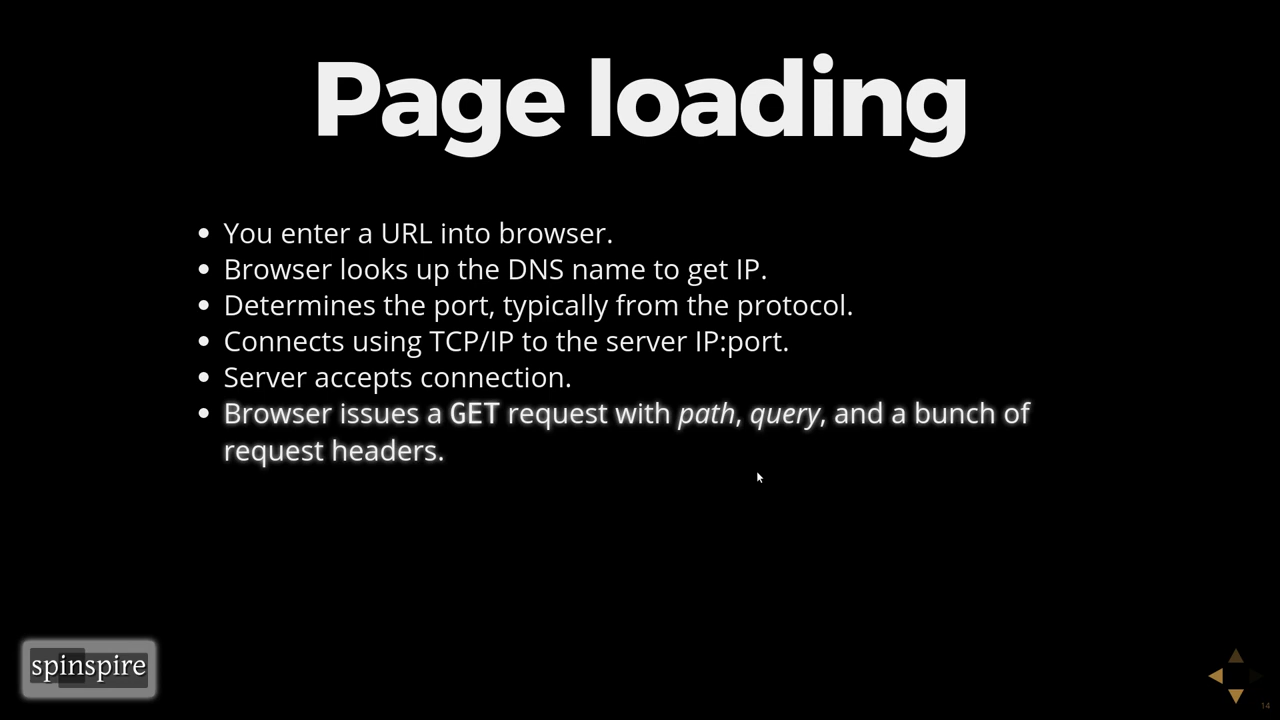 Page loading
You enter a URL into browser.
Browser looks up the DNS name to get IP.
Determines the port, typically from the protocol.
Connects using TCP/IP to the server IP:port.
Server accepts connection.
Browser issues a GET request with path, query, and a bunch of
request headers.
spinspire
14